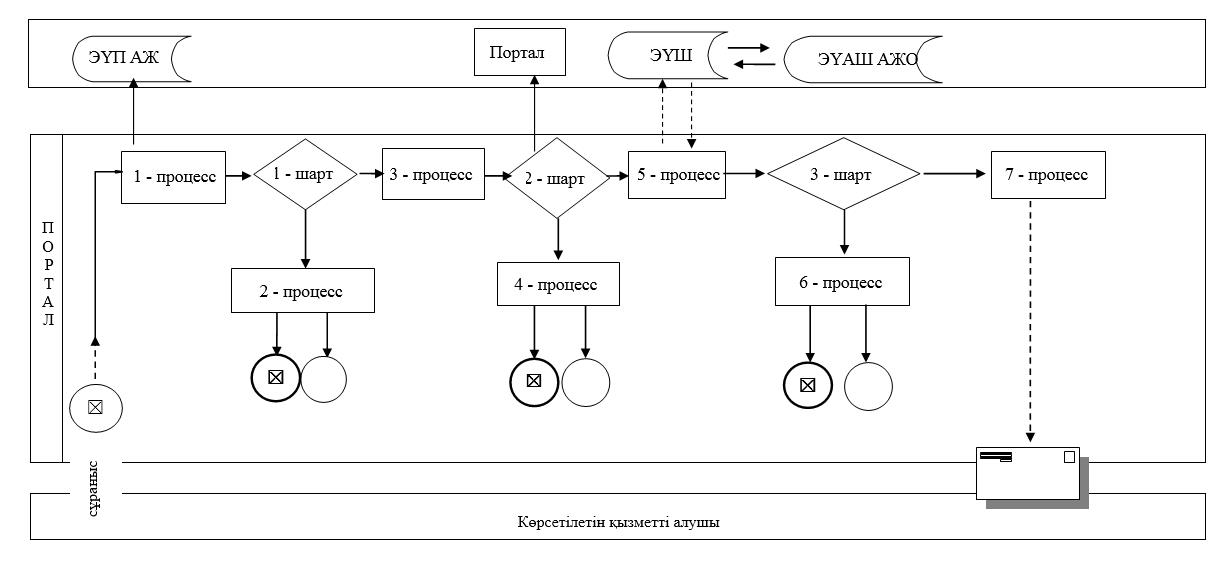 ЭҮП АЖ
Портал
ЭҮШ
ЭҮАШ АЖО
ПОРТАЛ
1 - процесс
1 - шарт
3 - процесс
2 - шарт
5 - процесс
3 - шарт
7 - процесс
2 - процесс
4 - процесс
6 - процесс
сұраныс
Көрсетілетін қызметті алушы